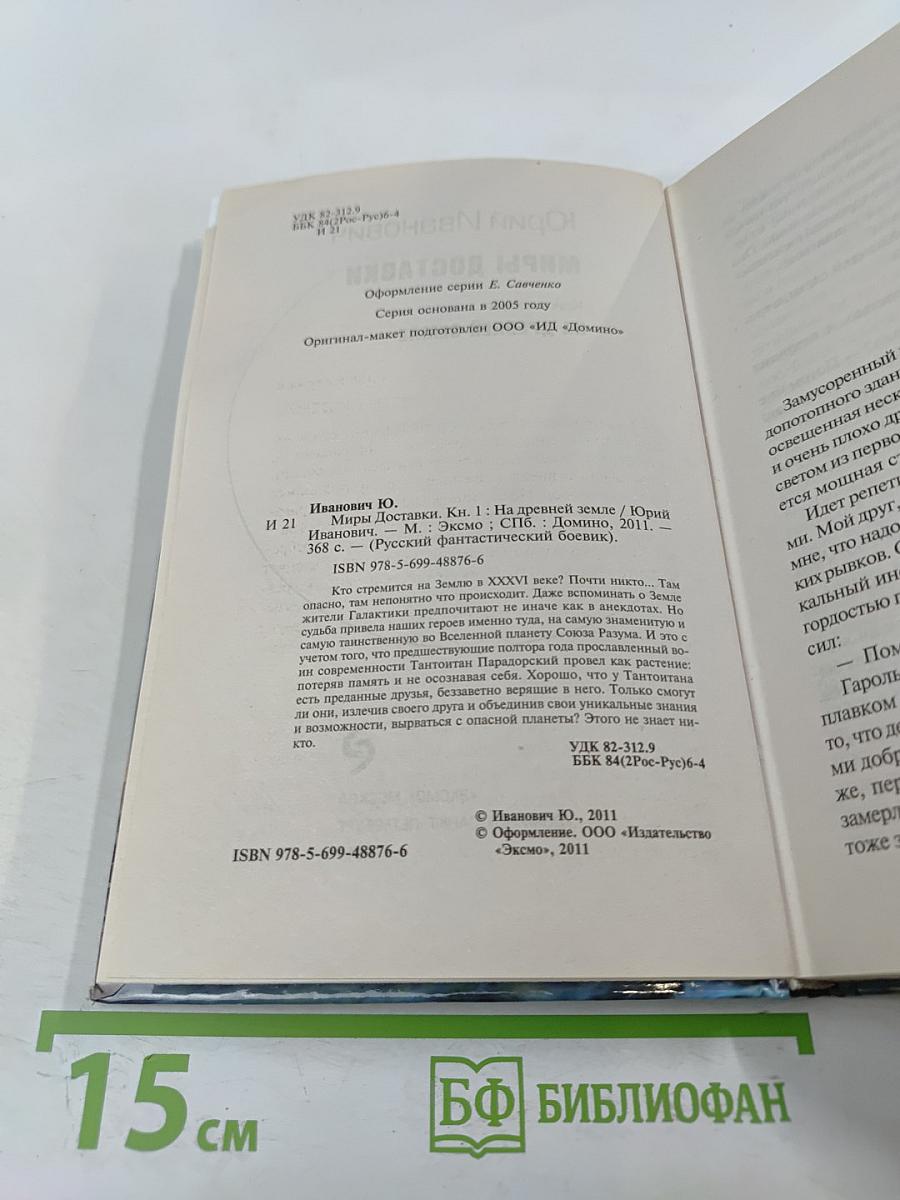 УДК 82-312.9
ББК 84(2Рос-Рус)6-4
И 21
Оформление серии Е. Савченко
Серия основана в 2005 году
Оригинал-макет подготовлен ООО «ИД «Домино»
Иванович Ю.
И 21 Миры Доставки. Кн. 1 : На древней земле / Юрий
Иванович. — М. : Эксмо ; СПб. : Домино, 2011. —
368 с. — (Русский фантастический боевик).
ISBN 978-5-699-48876-6
Кто стремится на Землю в XXXVI веке? Почти никто... Там
опасно, там непонятно что происходит. Даже вспоминать о Земле
жители Галактики предпочитают не иначе как в анекдотах. Но
судьба привела наших героев именно туда, на самую знаменитую и
самую таинственную во Вселенной планету Союза Разума. И это с
учетом того, что предшествующие полтора года прославленный во-
ин современности Тантоитан Парадорский провел как растение:
потеряв память и не осознавая себя. Хорошо, что у Тантоитана
есть преданные друзья, беззаветно верящие в него. Только смогут
ли они, излечив своего друга и объединив свои уникальные знания
и возможности, вырваться с опасной планеты? Этого не знает ни-
кто.
УДК 82-312.9
ББК 84(2Рос-Рус)6-4
© Иванович Ю., 2011
© Оформление. ООО «Издательство
«Эксмо», 2011
ISBN 978-5-699-48876-6
Замусоренный
допотопного здан
освещенная неск
и очень плохо др
светом из перво
ется мощная ст
Идет репети
ми. Мой друг,
мне, что надо
ких рывков. С
кальный инс
гордостью п
сил:
— Пом
Гароль
плавком
то, что де
ми добр
же, пер
замерл
тоже з
15 см
БФ БИБЛИОФАН